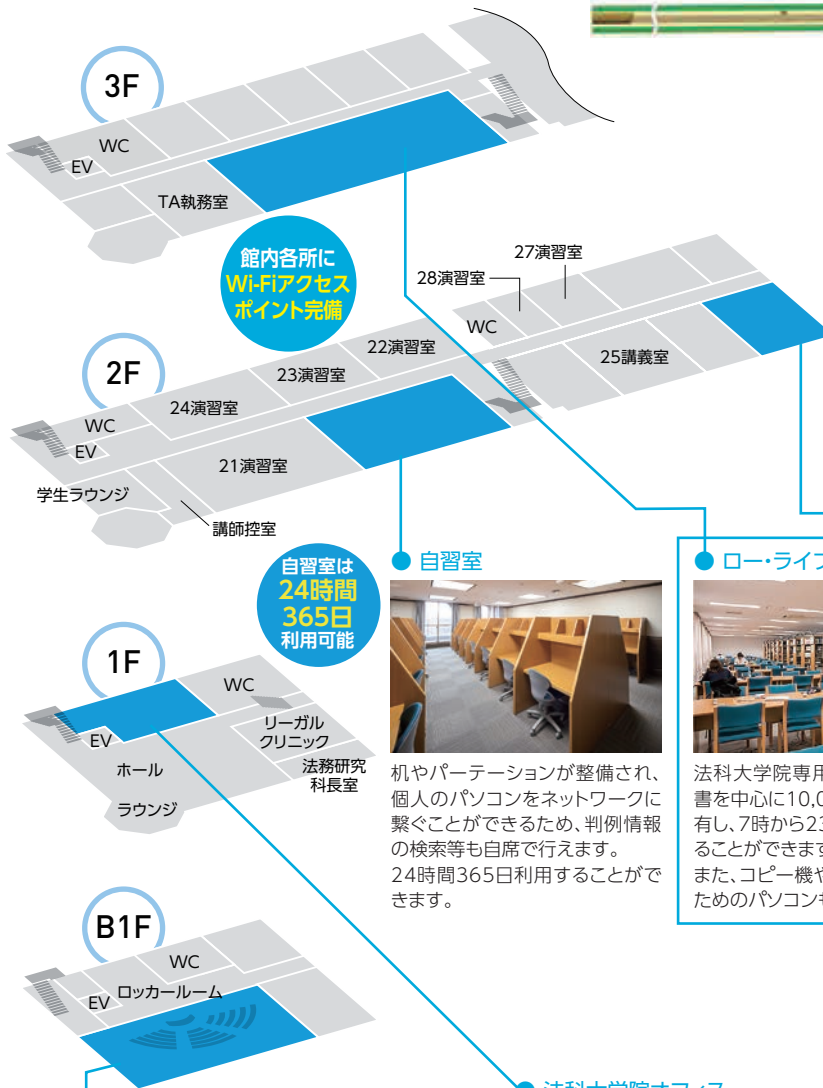 3F
WC
EV
TA執務室
館内各所に
Wi-Fiアクセス
ポイント完備
27演習室
28演習室
WC
22演習室
25講義室
2F
23演習室
24演習室
WC
EV
21演習室
学生ラウンジ
講師控室
自習室は
24時間
365日
利用可能
自習室
机やパーテーションが整備され、
個人のパソコンをネットワークに
繋ぐことができるため、判例情報
の検索等も自席で行えます。
24時間365日利用することがで
きます。
ロー・ライブ
法科大学院専用
書を中心に10,0
有し、7時から23
ることができます
また、コピー機や
ためのパソコンも
1F
WC
EV
リーガル
クリニック
ホール
法務研究
科長室
ラウンジ
B1F
WC
EV
ロッカールーム
法科大学院オフィス